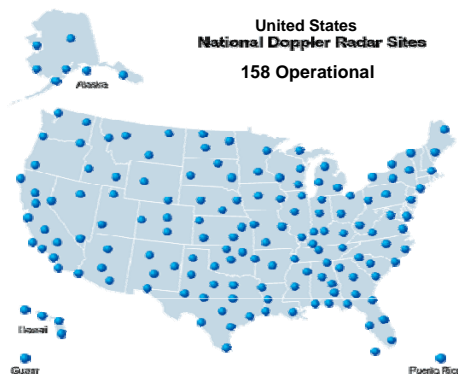 United States
National Doppler Radar Sites
158 Operational
Alaska
Hawaii
Guam
Puerto Rico